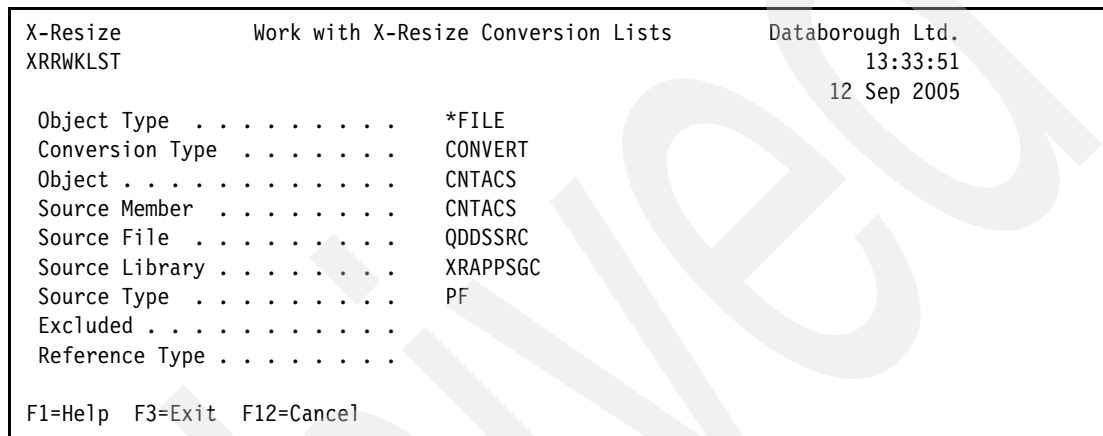 X-Resize Work with X-Resize Conversion Lists Databorough Ltd.
XRRWKLST 13:33:51
12 Sep 2005
Object Type . . . . . . . . . *FILE
Conversion Type . . . . . . . CONVERT
Object . . . . . . . . . . . . CNTACS
Source Member . . . . . . . . CNTACS
Source File . . . . . . . . . QDDSSRC
Source Library . . . . . . . . XRAPPSGC
Source Type . . . . . . . . . PF
Excluded . . . . . . . . . . .
Reference Type . . . . . . . .
F1=Help F3=Exit F12=Cancel